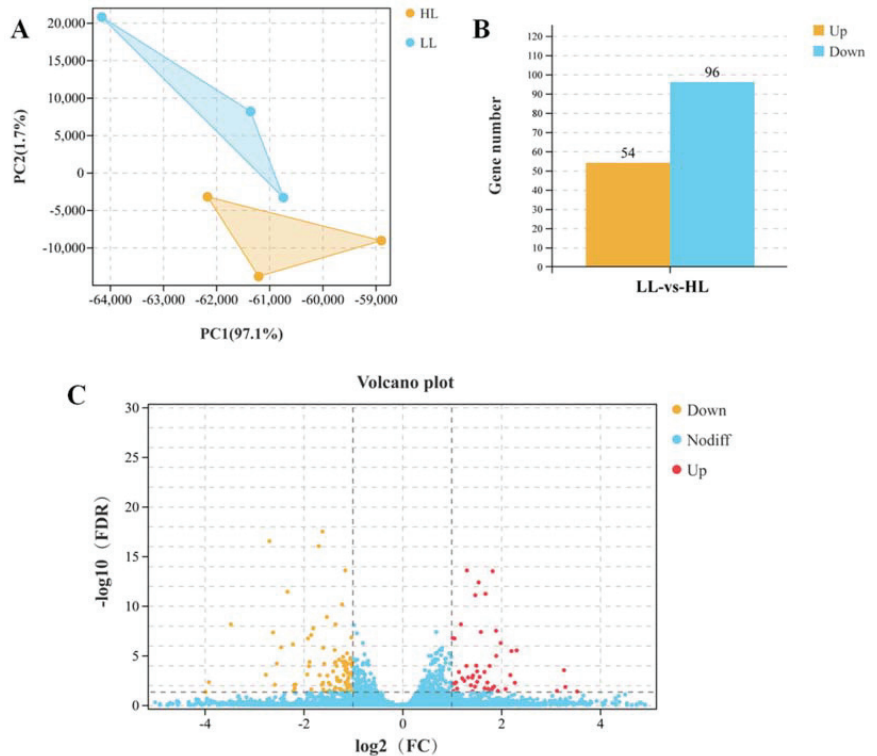 A
20,000
15,000
10,000
5,000
0
-5,000
-10,000
PC2(1.7%)
-64,000 -63,000 -62,000 -61,000 -60,000 -59,000
PC1(97.1%)
HL
LL
B
120
110
100
90
80
70
60
50
40
30
20
10
0
Gene number
54
96
LL-vs-HL
Up
Down
C
Volcano plot
30
25
20
15
10
5
0
-log10（FDR）
-4 -2 0 2 4
log2（FC）
Down
Nodiff
Up